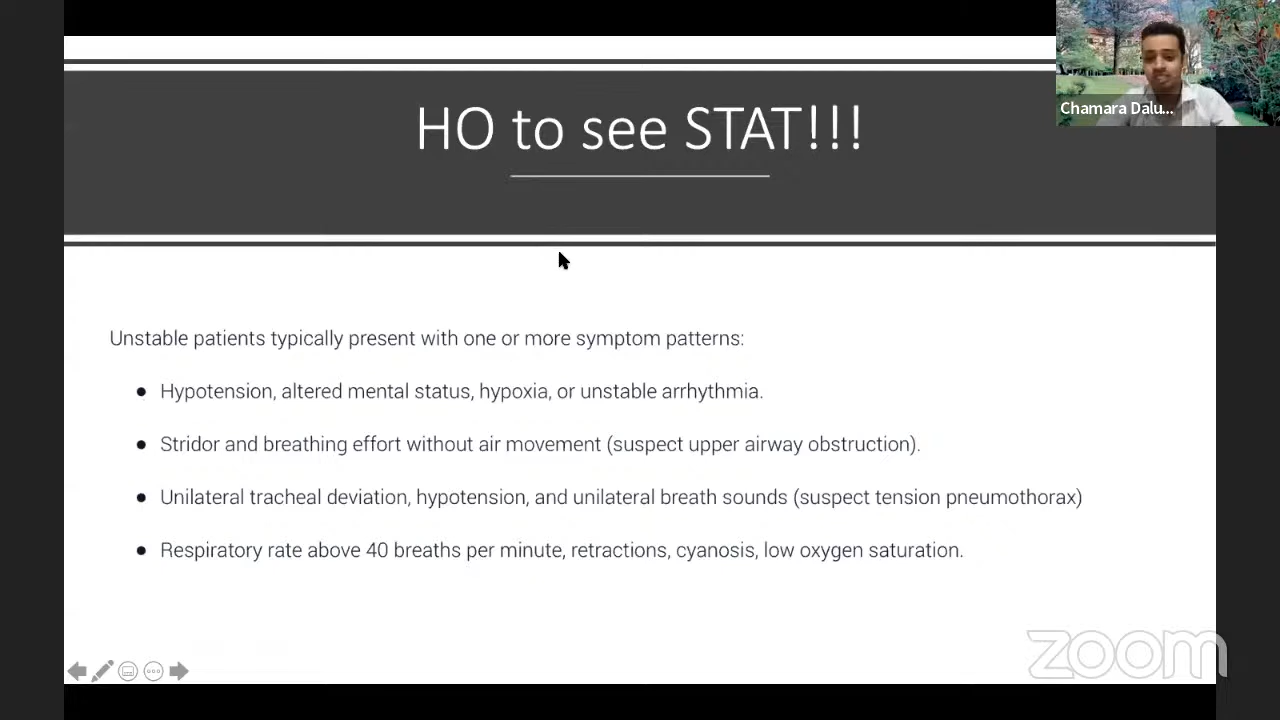 HO to see STAT!!!
Chamara Dalu...
Unstable patients typically present with one or more symptom patterns:
● Hypotension, altered mental status, hypoxia, or unstable arrhythmia.
● Stridor and breathing effort without air movement (suspect upper airway obstruction).
● Unilateral tracheal deviation, hypotension, and unilateral breath sounds (suspect tension pneumothorax)
● Respiratory rate above 40 breaths per minute, retractions, cyanosis, low oxygen saturation.
zoom